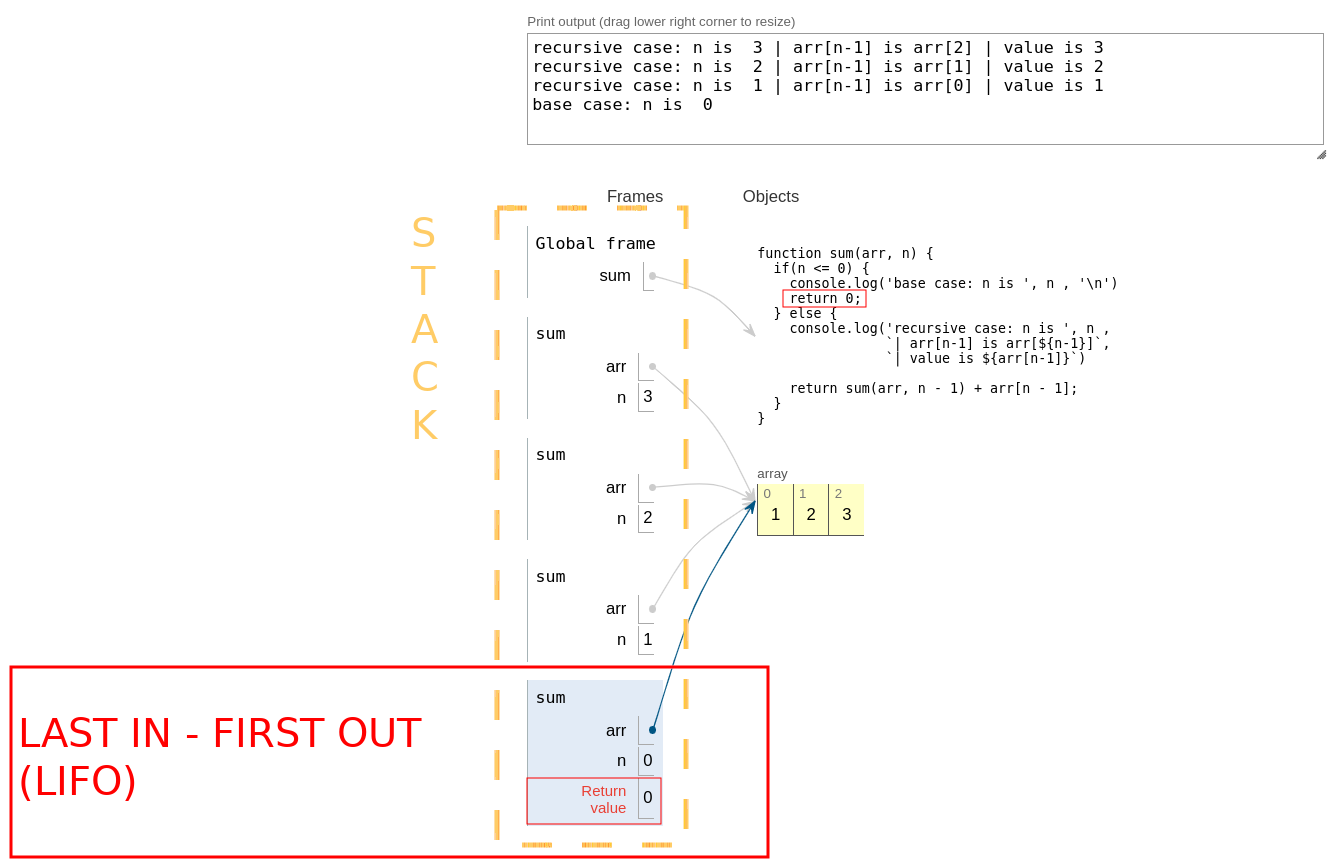 Print output (drag lower right corner to resize)
recursive case: n is  3 | arr[n-1] is arr[2] | value is 3
recursive case: n is  2 | arr[n-1] is arr[1] | value is 2
recursive case: n is  1 | arr[n-1] is arr[0] | value is 1
base case: n is  0
Frames
Objects
S
T
A
C
K
Global frame
sum
sum
arr
n 3
sum
arr
n 2
sum
arr
n 1
LAST IN - FIRST OUT
(LIFO)
sum
arr
n 0
Return
value 0
function sum(arr, n) {
  if(n <= 0) {
    console.log('base case: n is ', n , '\n')
    return 0;
  } else {
    console.log('recursive case: n is ', n ,
                `| arr[n-1] is arr[${n-1}]`,
                `| value is ${arr[n-1]}`)
    return sum(arr, n - 1) + arr[n - 1];
  }
}
array
0 1 2
1 2 3